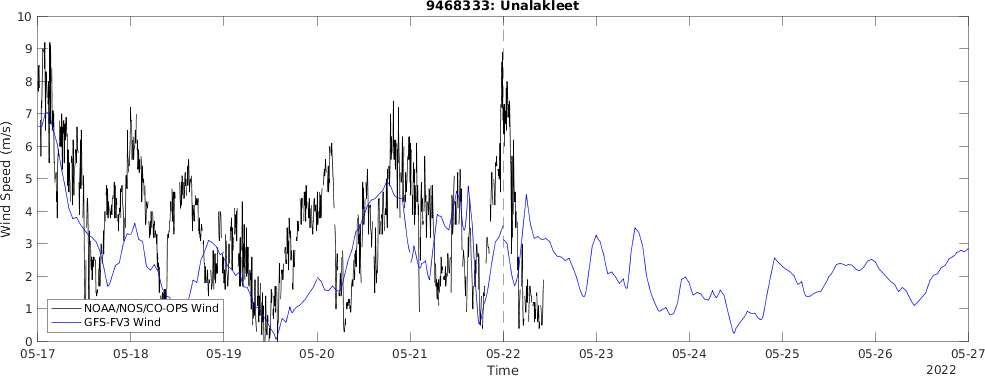 9468333: Unalakleet
Wind Speed (m/s)
10
9
8
7
6
5
4
3
2
1
0
NOAA/NOS/CO-OPS Wind
GFS-FV3 Wind
05-17 05-18 05-19 05-20 05-21 05-22 05-23 05-24 05-25 05-26 05-27
Time
2022